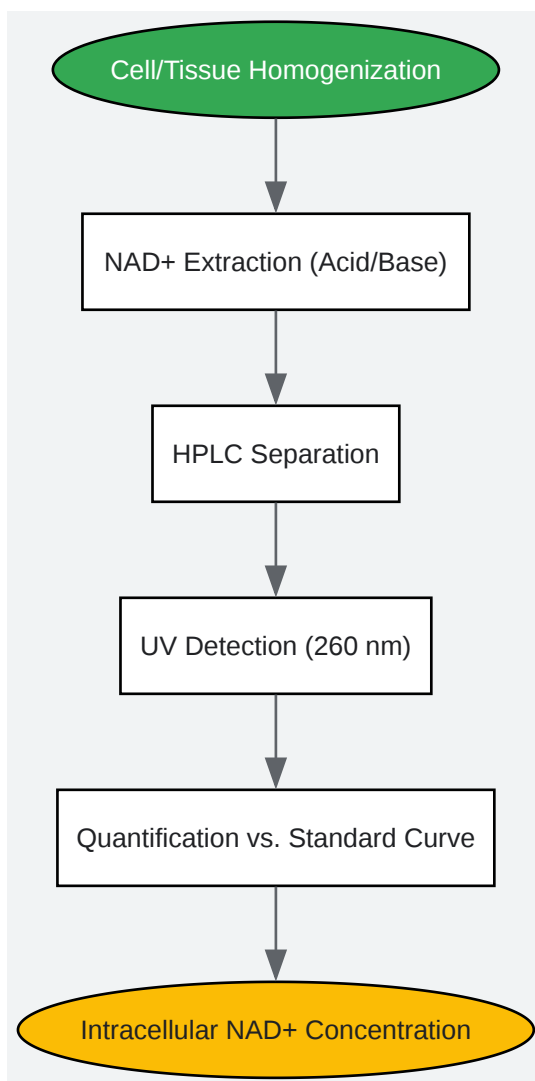 Cell/Tissue Homogenization
NAD+ Extraction (Acid/Base)
HPLC Separation
UV Detection (260 nm)
Quantification vs. Standard Curve
Intracellular NAD+ Concentration